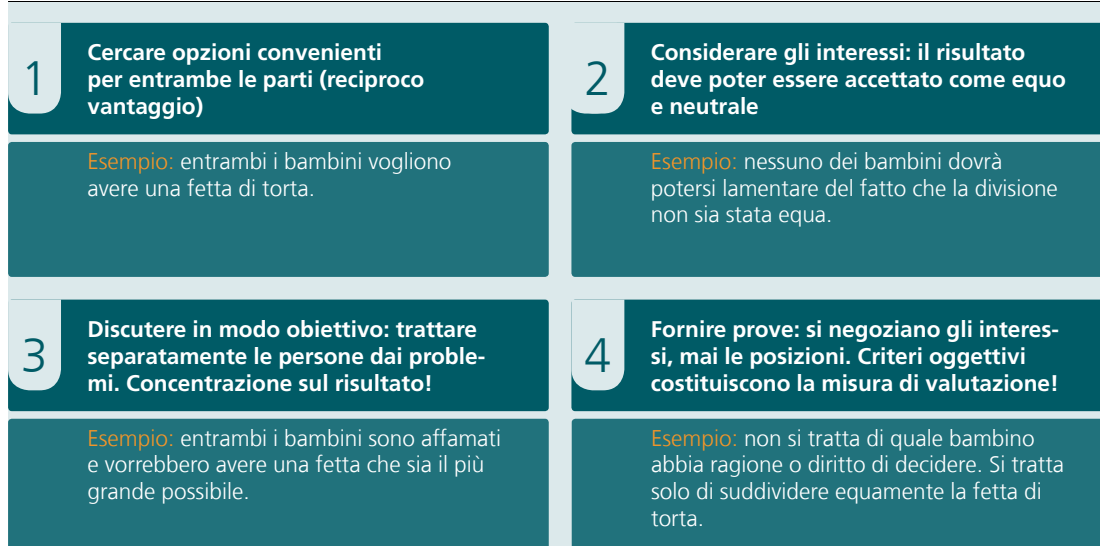 1
Cercare opzioni convenienti
per entrambe le parti (reciproco
vantaggio)
Esempio: entrambi i bambini vogliono
avere una fetta di torta.
2
Considerare gli interessi: il risultato
deve poter essere accettato come equo
e neutrale
Esempio: nessuno dei bambini dovrà
potersi lamentare del fatto che la divisione
non sia stata equa.
3
Discutere in modo obiettivo: trattare
separatamente le persone dai proble-
mi. Concentrazione sul risultato!
Esempio: entrambi i bambini sono affamati
e vorrebbero avere una fetta che sia il più
grande possibile.
4
Fornire prove: si negoziano gli interes-
si, mai le posizioni. Criteri oggettivi
costituiscono la misura di valutazione!
Esempio: non si tratta di quale bambino
abbia ragione o diritto di decidere. Si tratta
solo di suddividere equamente la fetta di
torta.